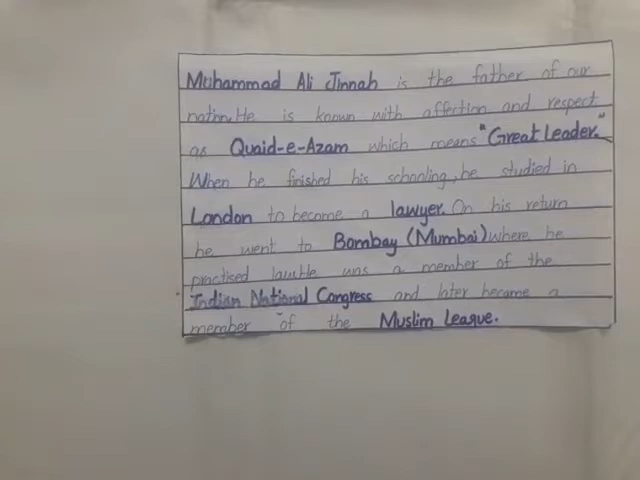 Muhammad Ali Jinnah is the father of our
nation. He is known with affection and respect
as Quaid-e-Azam which means "Great Leader."
When he finished his schooling, he studied in
London to become a lawyer. On his return
he went to Bombay (Mumbai) where he
practised law. He was a member of the
Indian National Congress and later became a
member of the Muslim League.